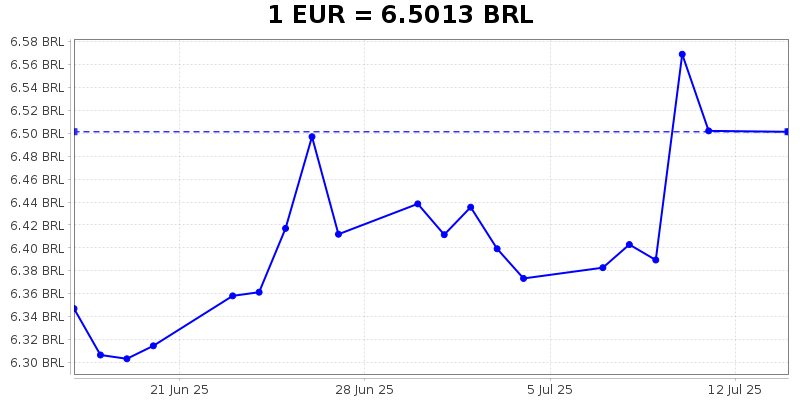 1 EUR = 6.5013 BRL
6.58 BRL
6.56 BRL
6.54 BRL
6.52 BRL
6.50 BRL
6.48 BRL
6.46 BRL
6.44 BRL
6.42 BRL
6.40 BRL
6.38 BRL
6.36 BRL
6.34 BRL
6.32 BRL
6.30 BRL
21 Jun 25 28 Jun 25 5 Jul 25 12 Jul 25